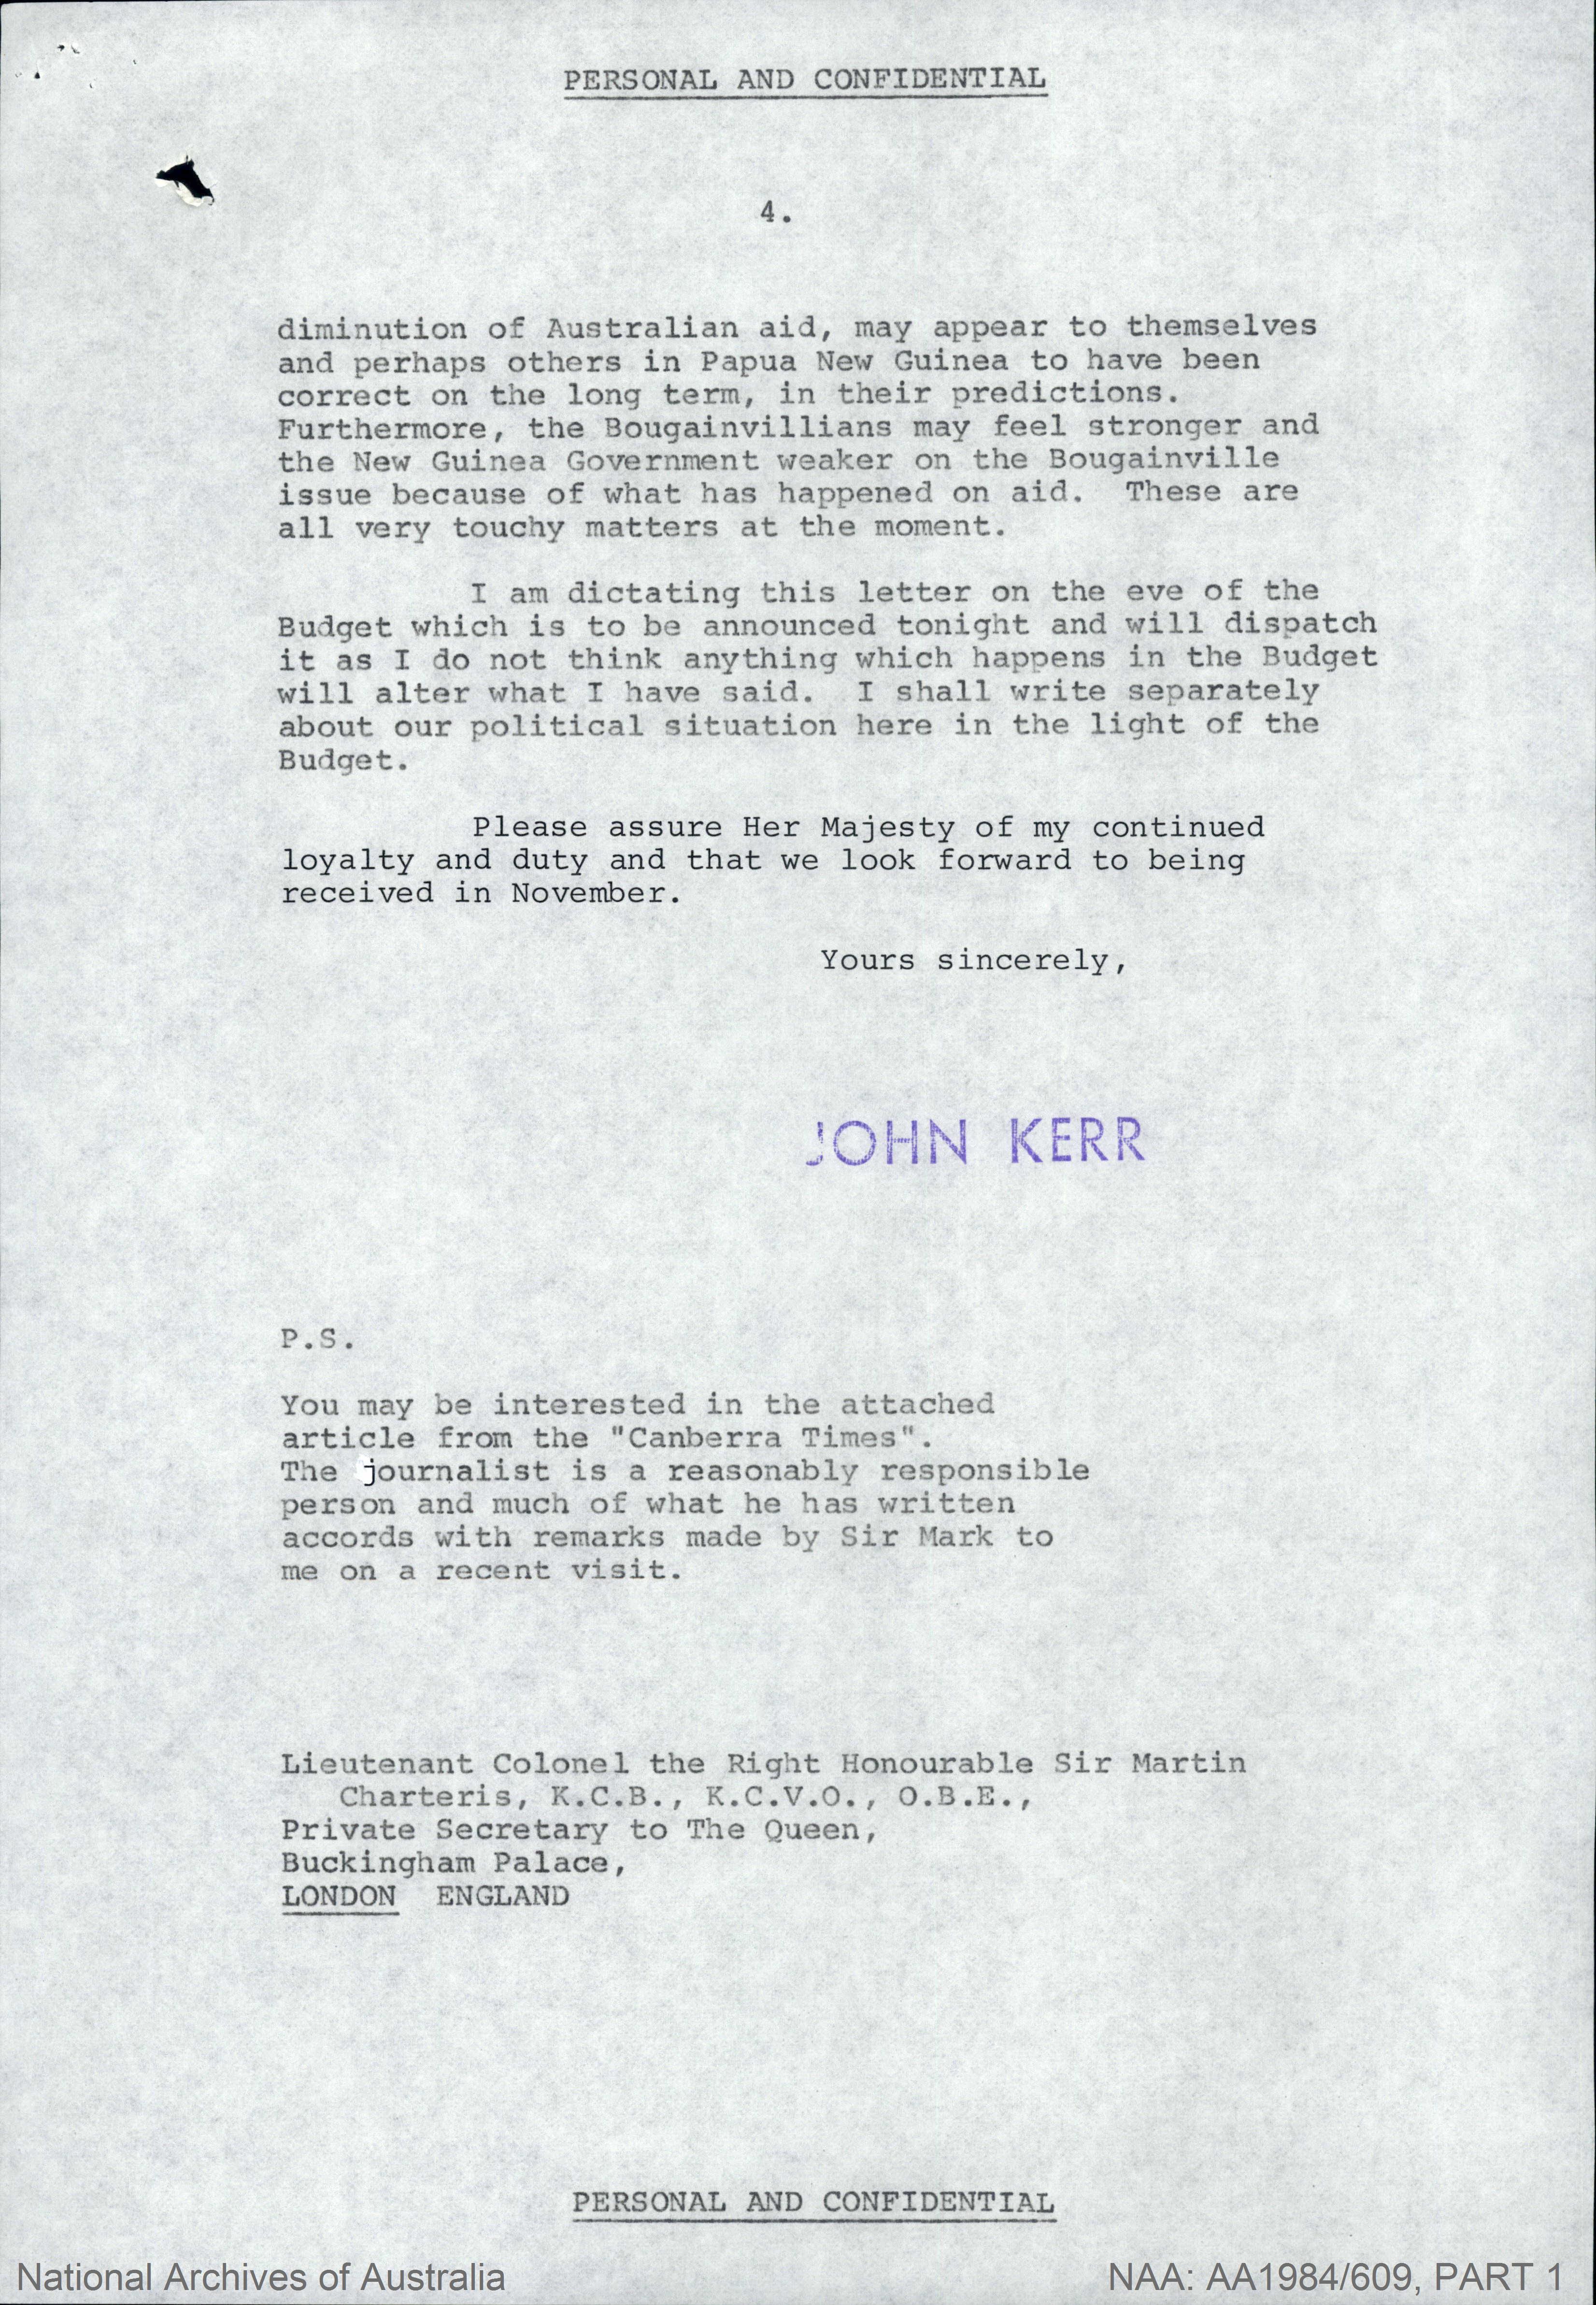 PERSONAL AND CONFIDENTIAL
4.
diminution of Australian aid, may appear to themselves
and perhaps others in Papua New Guinea to have been
correct on the long term, in their predictions.
Furthermore, the Bougainvillians may feel stronger and
the New Guinea Government weaker on the Bougainville
issue because of what has happened on aid.  These are
all very touchy matters at the moment.
I am dictating this letter on the eve of the
Budget which is to be announced tonight and will dispatch
it as I do not think anything which happens in the Budget
will alter what I have said.  I shall write separately
about our political situation here in the light of the
Budget.
Please assure Her Majesty of my continued
loyalty and duty and that we look forward to being
received in November.
Yours sincerely,
JOHN KERR
P.S.
You may be interested in the attached
article from the "Canberra Times".
The journalist is a reasonably responsible
person and much of what he has written
accords with remarks made by Sir Mark to
me on a recent visit.
Lieutenant Colonel the Right Honourable Sir Martin
Charteris, K.C.B., K.C.V.O., O.B.E.,
Private Secretary to The Queen,
Buckingham Palace,
LONDON  ENGLAND
PERSONAL AND CONFIDENTIAL
National Archives of Australia
NAA: AA1984/609, PART 1